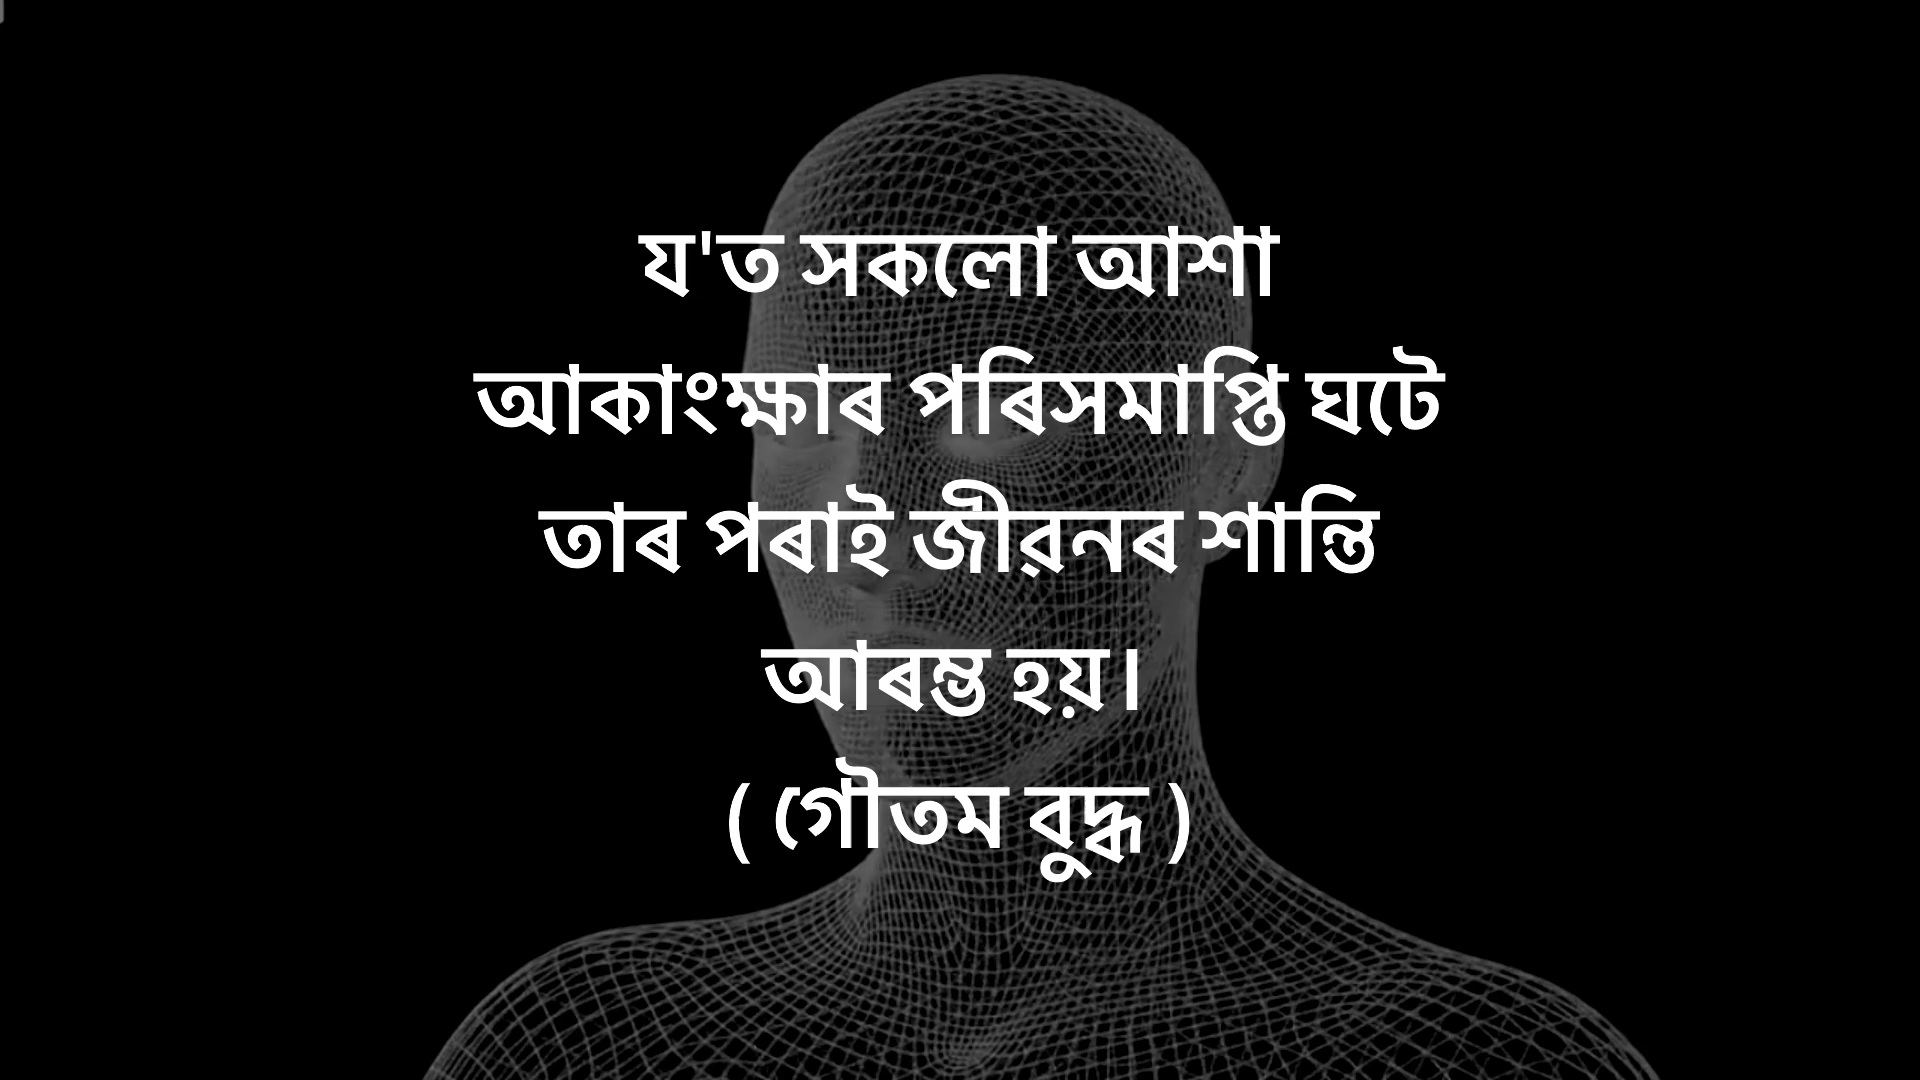 য'ত সকলো আশা
আকাংক্ষাৰ পৰিসমাপ্তি ঘটে
তাৰ পৰাই জীৱনৰ শান্তি
আৰম্ভ হয়।
( গৌতম বুদ্ধ )